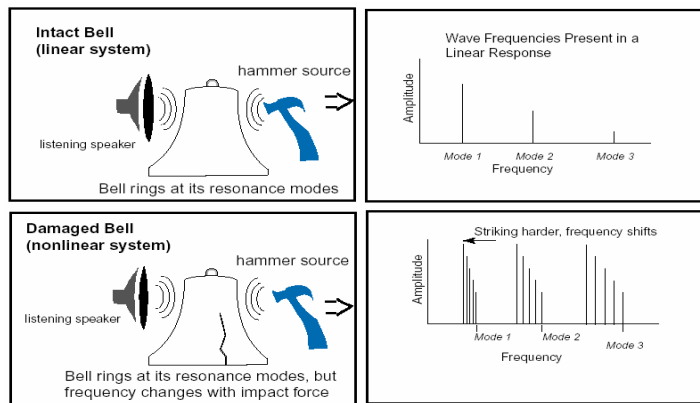 Intact Bell
(linear system)
hammer source
listening speaker
Bell rings at its resonance modes
Wave Frequencies Present in a
Linear Response
Amplitude
Mode 1
Mode 2
Mode 3
Frequency
Damaged Bell
(nonlinear system)
hammer source
listening speaker
Bell rings at its resonance modes, but
frequency changes with impact force
Striking harder, frequency shifts
Amplitude
Mode 1
Mode 2
Mode 3
Frequency